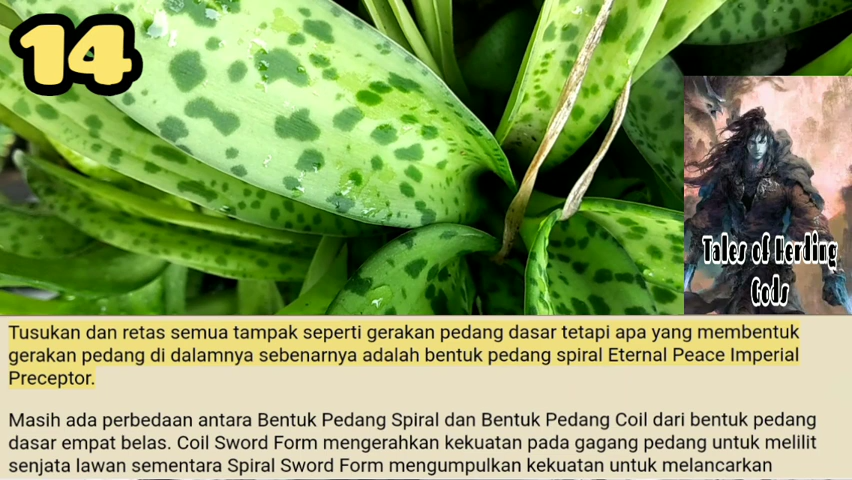 14
Tales of Herding
Gods
Tusukan dan retas semua tampak seperti gerakan pedang dasar tetapi apa yang membentuk
gerakan pedang di dalamnya sebenarnya adalah bentuk pedang spiral Eternal Peace Imperial
Preceptor.
Masih ada perbedaan antara Bentuk Pedang Spiral dan Bentuk Pedang Coil dari bentuk pedang
dasar empat belas. Coil Sword Form mengerahkan kekuatan pada gagang pedang untuk melilit
senjata lawan sementara Spiral Sword Form mengumpulkan kekuatan untuk melancarkan